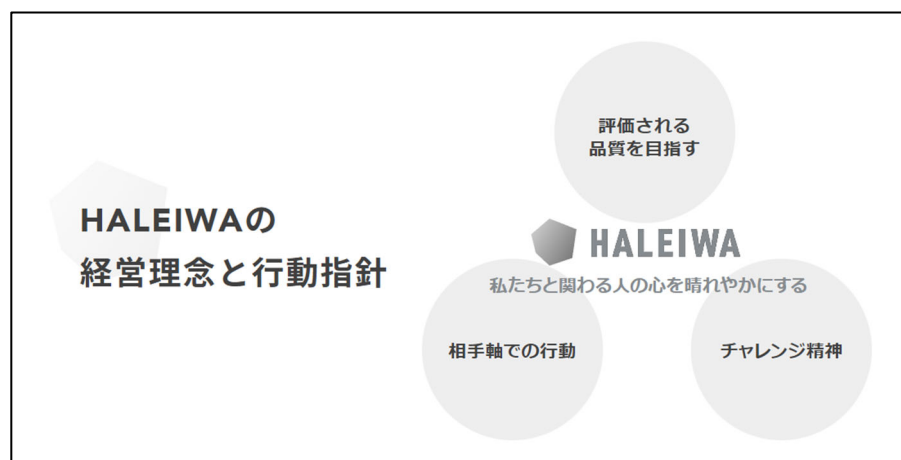 HALEIWAの
経営理念と行動指針
評価される
品質を目指す
HALEIWA
私たちと関わる人の心を晴れやかにする
相手軸での行動
チャレンジ精神